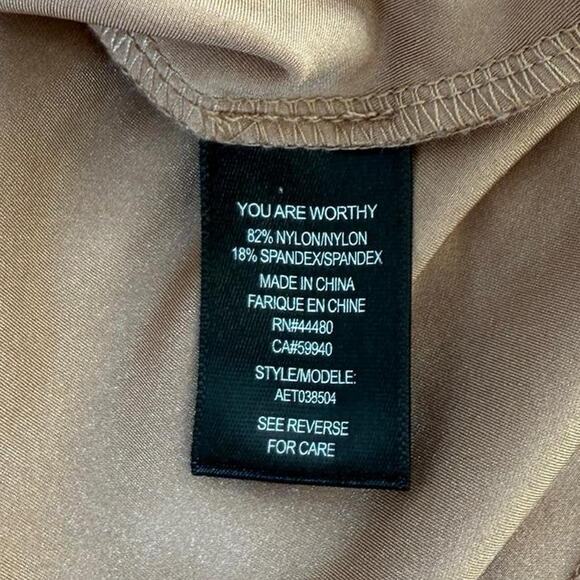 YOU ARE WORTHY
82% NYLON/NYLON
18% SPANDEX/SPANDEX
MADE IN CHINA
FARIQUE EN CHINE
RN#44480
CA#59940
STYLE/MODELE:
AET038504
SEE REVERSE
FOR CARE